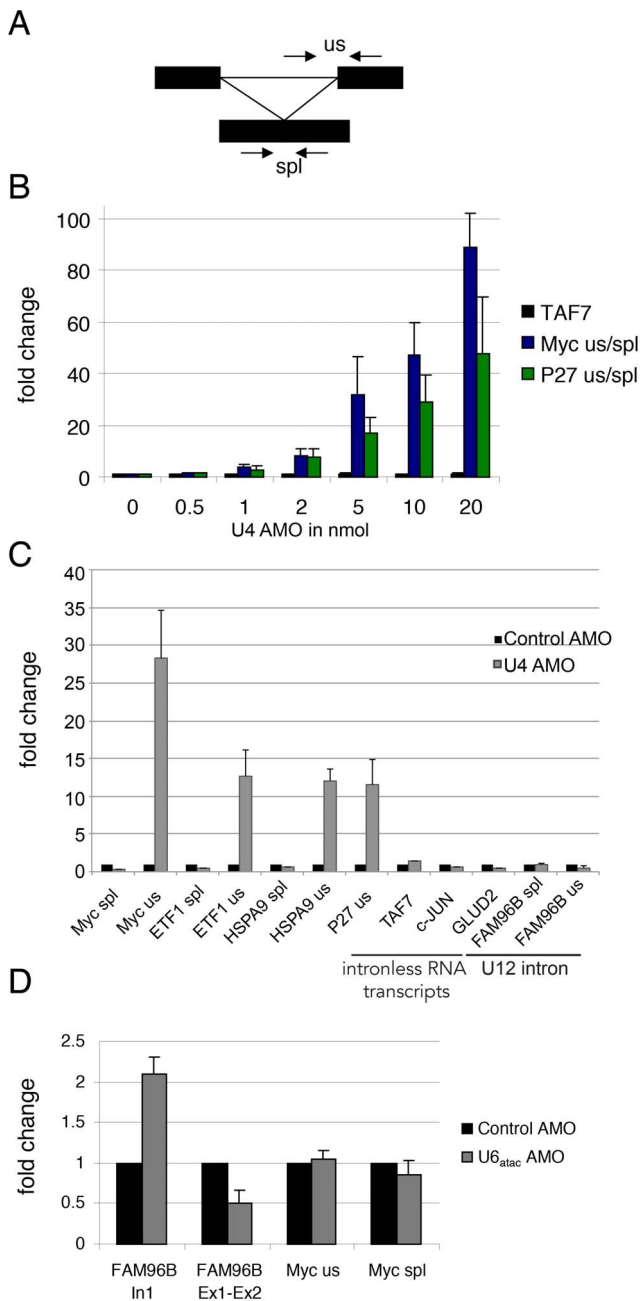 A
us
spl
B
fold change
100
80
60
40
20
0
TAF7
Myc us/spl
P27 us/spl
0 0.5 1 2 5 10 20
U4 AMO in nmol
C
fold change
40
35
30
25
20
15
10
5
0
Control AMO
U4 AMO
Myc spl
Myc us
ETF1 spl
ETF1 us
HSPA9 spl
HSPA9 us
P27 us
TAF7
c-JUN
GLUD2
FAM96B spl
FAM96B us
intronless RNA
transcripts
U12 intron
D
fold change
2.5
2
1.5
1
0.5
0
Control AMO
U6atac AMO
FAM96B
In1
FAM96B
Ex1-Ex2
Myc us
Myc spl